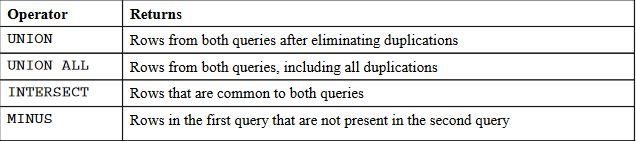 Operator Returns
UNION Rows from both queries after eliminating duplications
UNION ALL Rows from both queries, including all duplications
INTERSECT Rows that are common to both queries
MINUS Rows in the first query that are not present in the second query